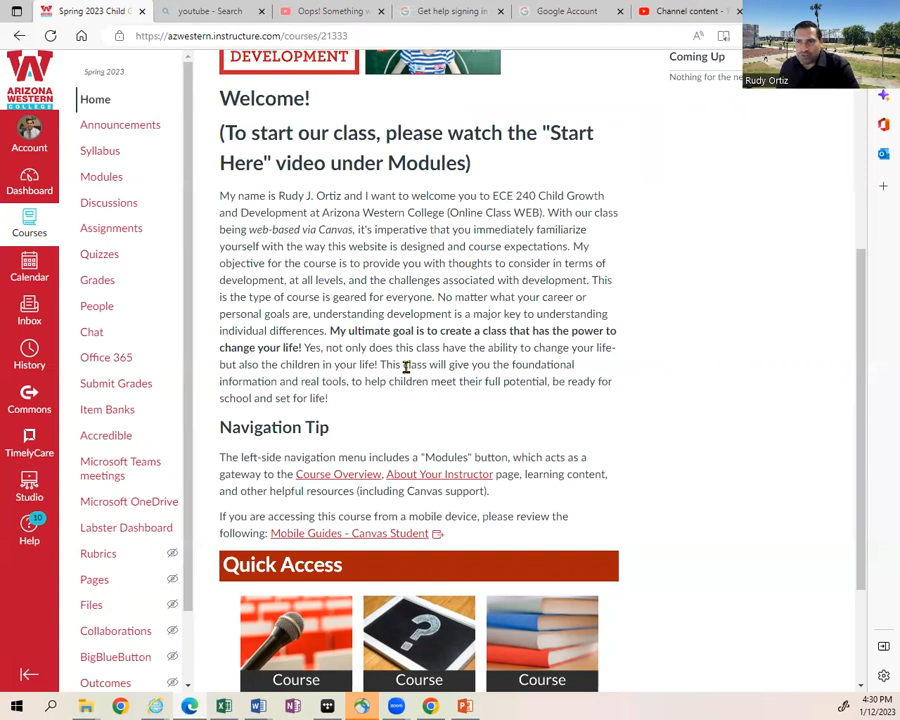 Spring 2023 Child G
youtube - Search
Oops! Something w
Get help signing in
Google Account
Channel content - Y
https://azwestern.instructure.com/courses/21333
Rudy Ortiz
ARIZONA
WESTERN
COLLEGE
Account
Dashboard
Courses
Calendar
Inbox
History
Commons
TimelyCare
Studio
10
Help
Spring 2023
Home
Announcements
Syllabus
Modules
Discussions
Assignments
Quizzes
Grades
People
Chat
Office 365
Submit Grades
Item Banks
Accredible
Microsoft Teams
meetings
Microsoft OneDrive
Labster Dashboard
Rubrics
Pages
Files
Collaborations
BigBlueButton
Outcomes
DEVELOPMENT
Welcome!
(To start our class, please watch the "Start
Here" video under Modules)
My name is Rudy J. Ortiz and I want to welcome you to ECE 240 Child Growth
and Development at Arizona Western College (Online Class WEB). With our class
being web-based via Canvas, it's imperative that you immediately familiarize
yourself with the way this website is designed and course expectations. My
objective for the course is to provide you with thoughts to consider in terms of
development, at all levels, and the challenges associated with development. This
is the type of course is geared for everyone. No matter what your career or
personal goals are, understanding development is a major key to understanding
individual differences. My ultimate goal is to create a class that has the power to
change your life! Yes, not only does this class have the ability to change your life-
but also the children in your life! This class will give you the foundational
information and real tools, to help children meet their full potential, be ready for
school and set for life!
Navigation Tip
The left-side navigation menu includes a "Modules" button, which acts as a
gateway to the Course Overview, About Your Instructor page, learning content,
and other helpful resources (including Canvas support).
If you are accessing this course from a mobile device, please review the
following: Mobile Guides - Canvas Student
Quick Access
?
Course
Course
Course
Coming Up
Nothing for the ne
4:30 PM
1/12/2023